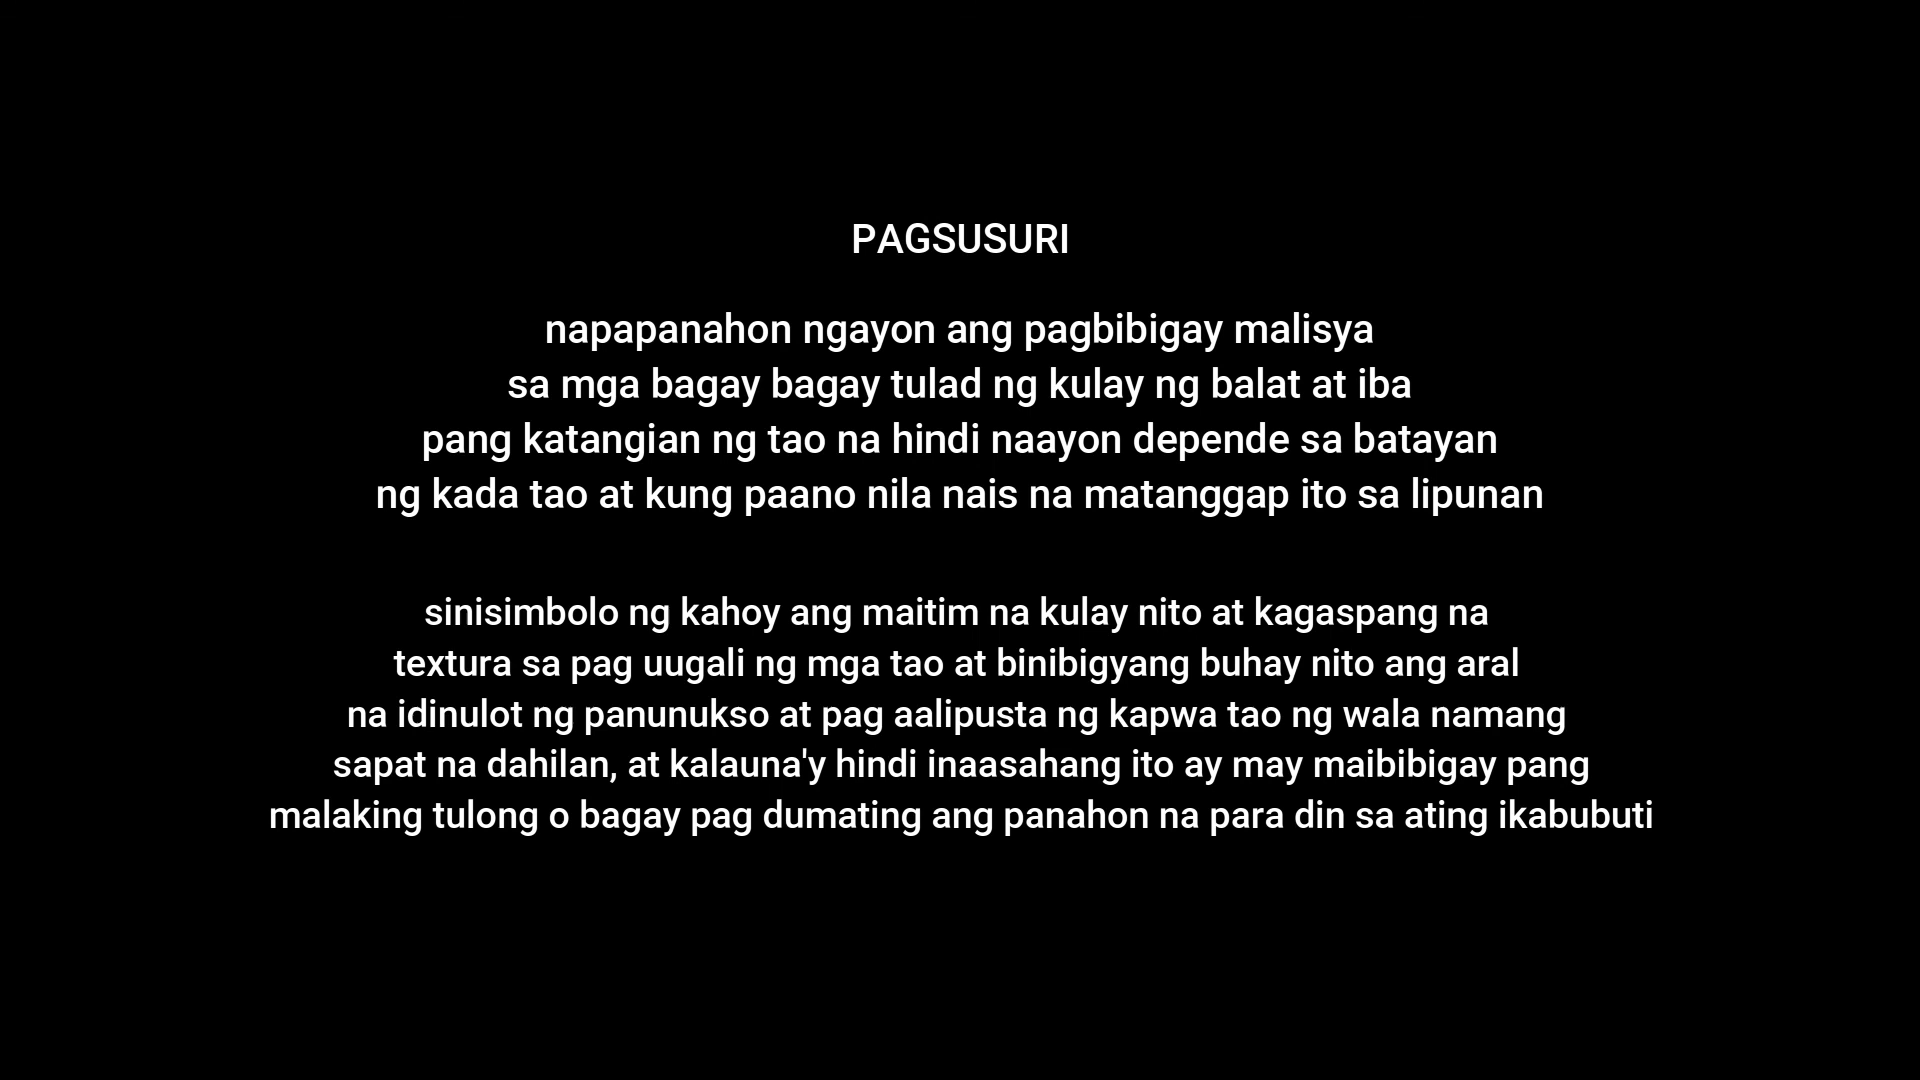 PAGSUSURI
napapanahon ngayon ang pagbibigay malisya
sa mga bagay bagay tulad ng kulay ng balat at iba
pang katangian ng tao na hindi naayon depende sa batayan
ng kada tao at kung paano nila nais na matanggap ito sa lipunan
sinisimbolo ng kahoy ang maitim na kulay nito at kagaspang na
textura sa pag uugali ng mga tao at binibigyang buhay nito ang aral
na idinulot ng panunukso at pag aalipusta ng kapwa tao ng wala namang
sapat na dahilan, at kalauna'y hindi inaasahang ito ay may maibibigay pang
malaking tulong o bagay pag dumating ang panahon na para din sa ating ikabubuti